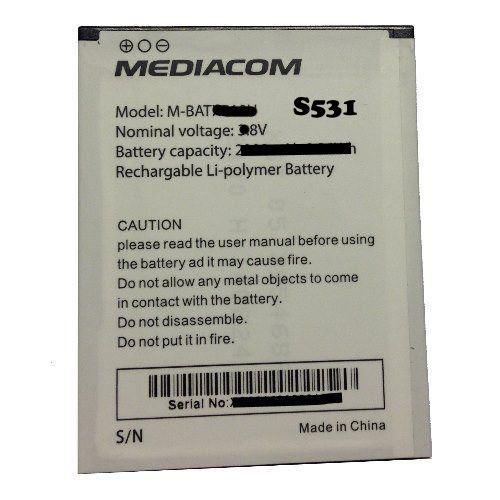 MEDIACOM
Model: M-BAT S531
Nominal voltage: 8V
Battery capacity: 2
Rechargable Li-polymer Battery
CAUTION
please read the user manual before using
the battery ad it may cause fire.
Do not allow any metal objects to come
in contact with the battery.
Do not disassemble.
Do not put it in fire.
Serial No:
S/N
Made in China